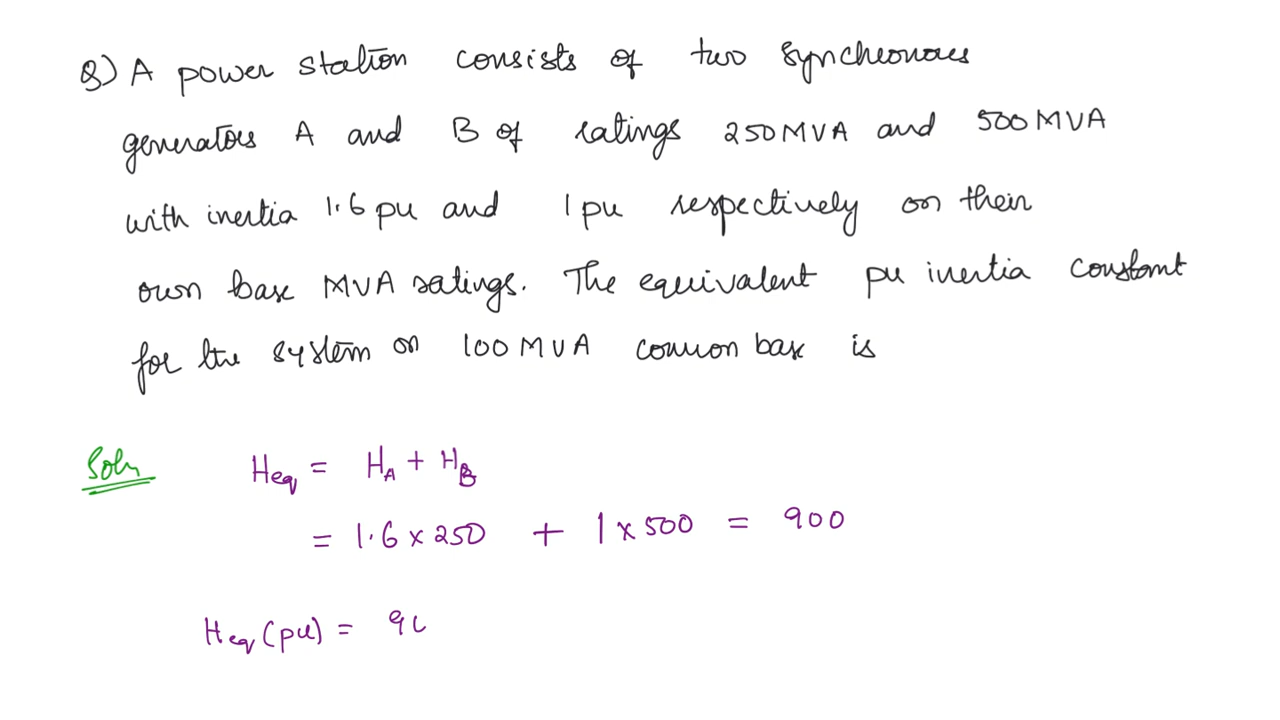 Q) A power station consists of two synchronous
generators A and B of ratings 250 MVA and 500 MVA
with inertia 1.6 pu and 1 pu respectively on their
own base MVA ratings. The equivalent pu inertia constant
for the system on 100 MVA common base is
Soln Heq = HA + HB
= 1.6 x 250 + 1 x 500 = 900
Heq (pu) = 90